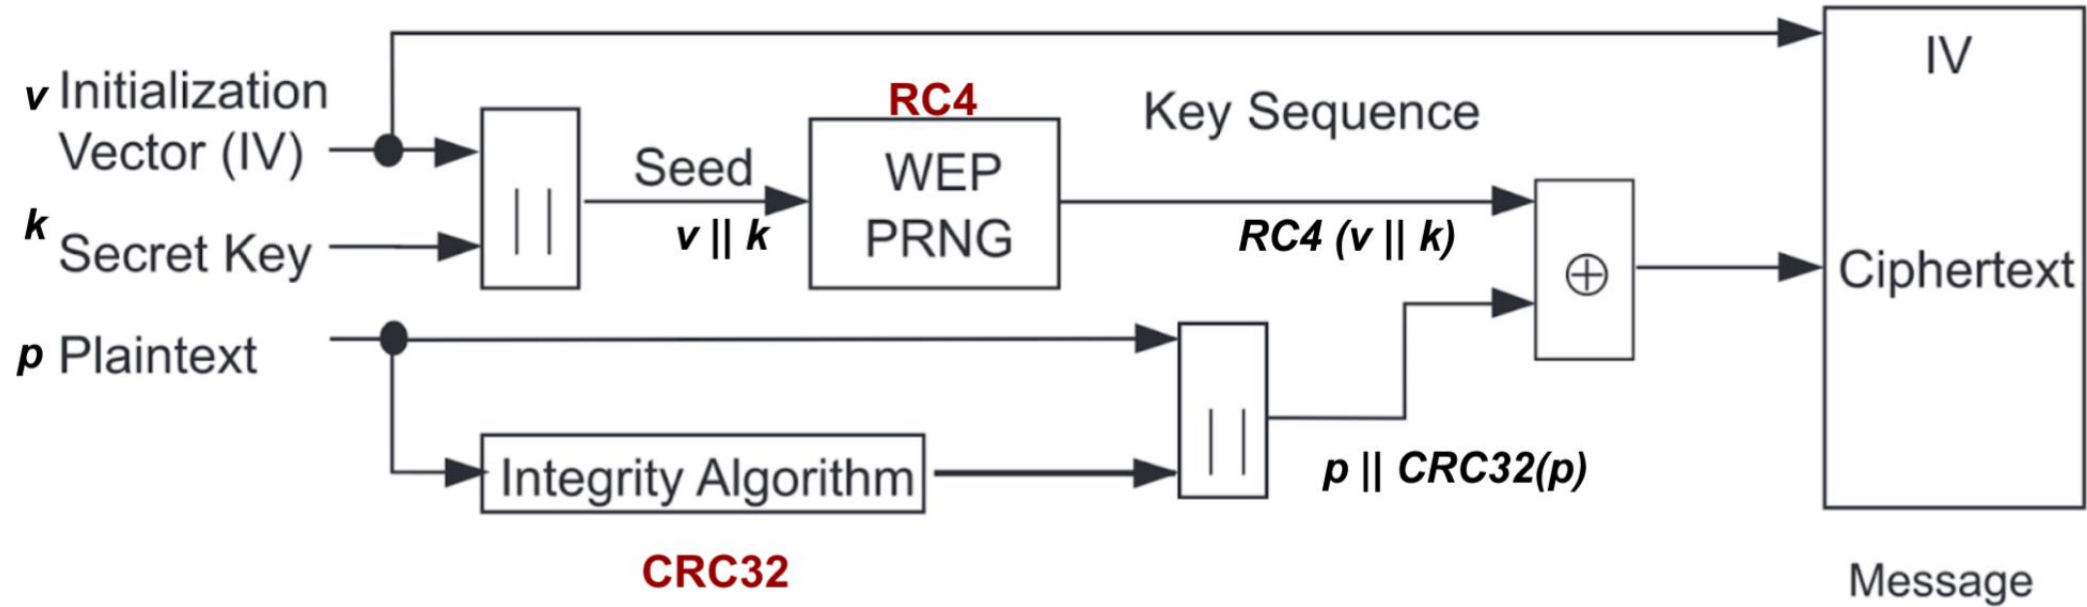 v Initialization
Vector (IV)
k
Secret Key
p Plaintext
||
Seed
v || k
RC4
WEP
PRNG
Key Sequence
RC4 (v || k)
Integrity Algorithm
CRC32
||
p || CRC32(p)
⊕
IV
Ciphertext
Message